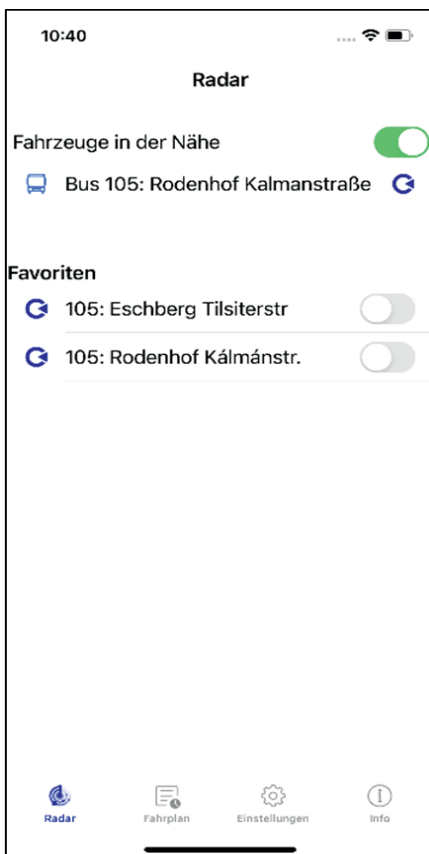 10:40
Radar
Fahrzeuge in der Nähe
Bus 105: Rodenhof Kalmanstraße
Favoriten
105: Eschberg Tilsiterstr
105: Rodenhof Kálmánstr.
Radar Fahrplan Einstellungen Info